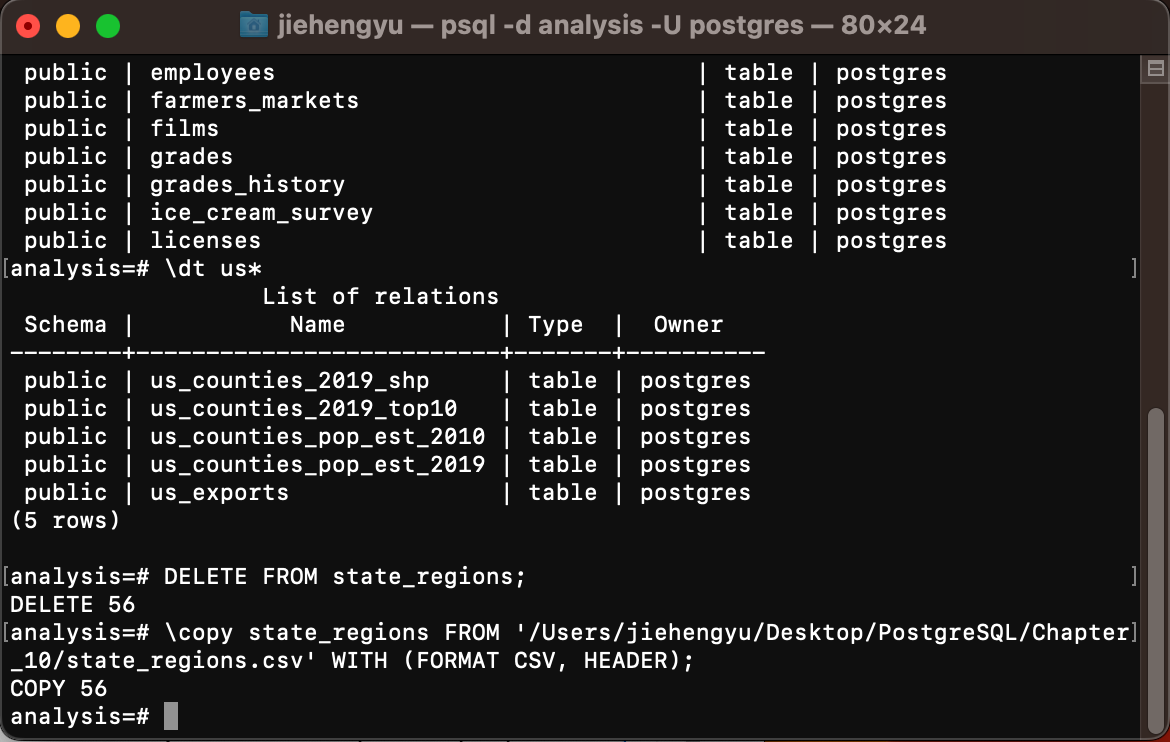 jiehengyu — psql -d analysis -U postgres — 80×24
 public | employees                              | table | postgres
 public | farmers_markets                        | table | postgres
 public | films                                  | table | postgres
 public | grades                                 | table | postgres
 public | grades_history                         | table | postgres
 public | ice_cream_survey                       | table | postgres
 public | licenses                               | table | postgres
[analysis=# \dt us*                                                              ]
                  List of relations
 Schema |           Name           | Type  |  Owner
--------+--------------------------+-------+----------
 public | us_counties_2019_shp     | table | postgres
 public | us_counties_2019_top10   | table | postgres
 public | us_counties_pop_est_2010 | table | postgres
 public | us_counties_pop_est_2019 | table | postgres
 public | us_exports               | table | postgres
(5 rows)
[analysis=# DELETE FROM state_regions;                                           ]
DELETE 56
[analysis=# \copy state_regions FROM '/Users/jiehengyu/Desktop/PostgreSQL/Chapter]
_10/state_regions.csv' WITH (FORMAT CSV, HEADER);
COPY 56
analysis=#